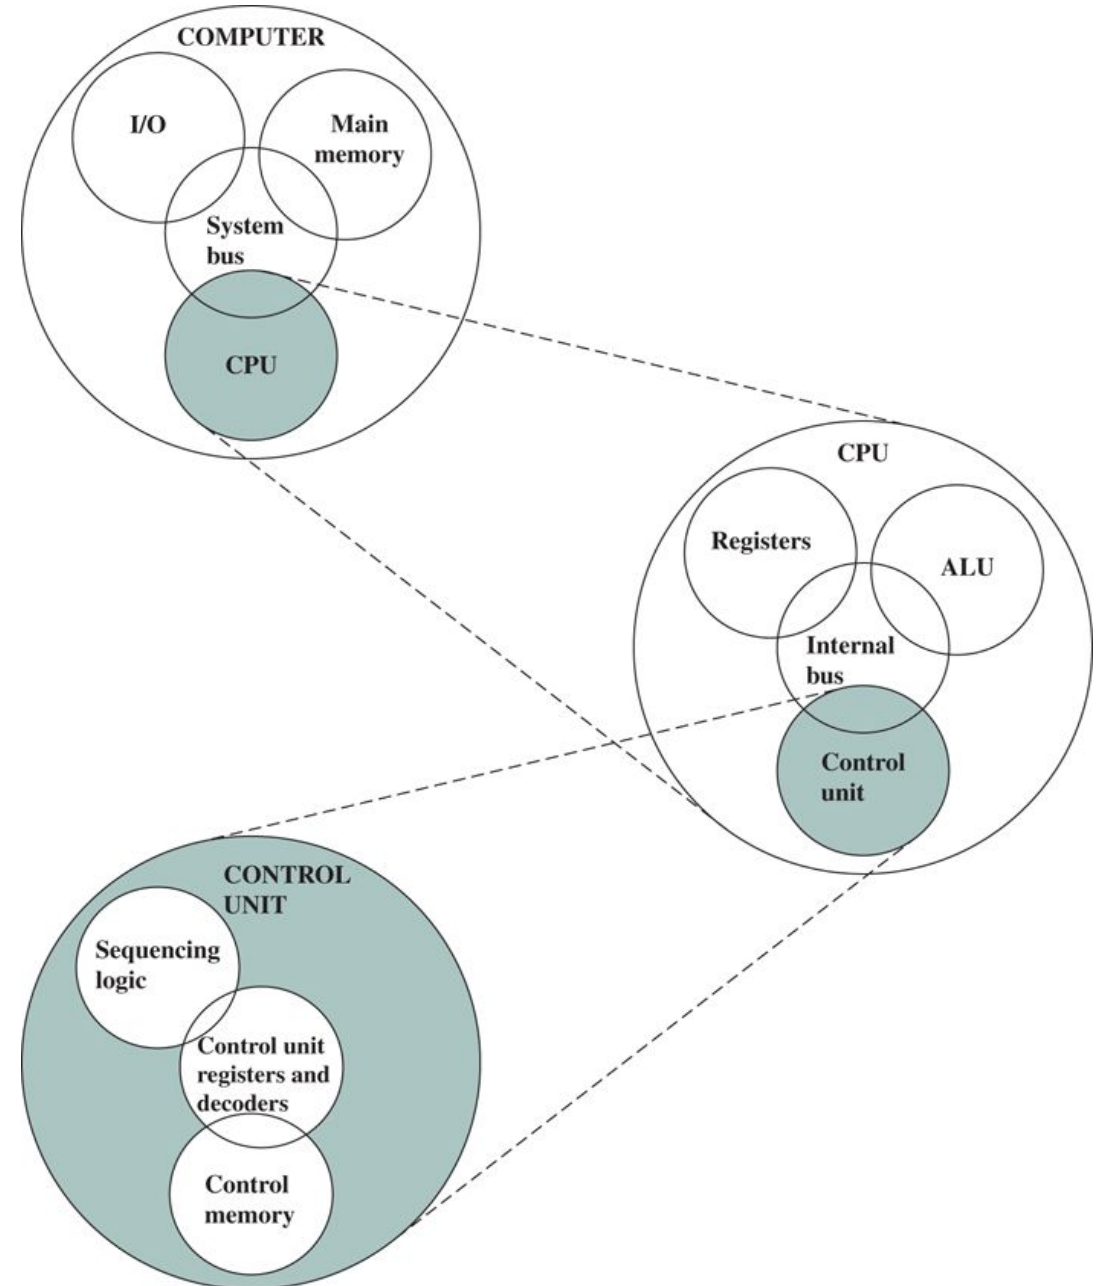 COMPUTER
I/O
Main
memory
System
bus
CPU
CPU
Registers
ALU
Internal
bus
Control
unit
CONTROL
UNIT
Sequencing
logic
Control unit
registers and
decoders
Control
memory